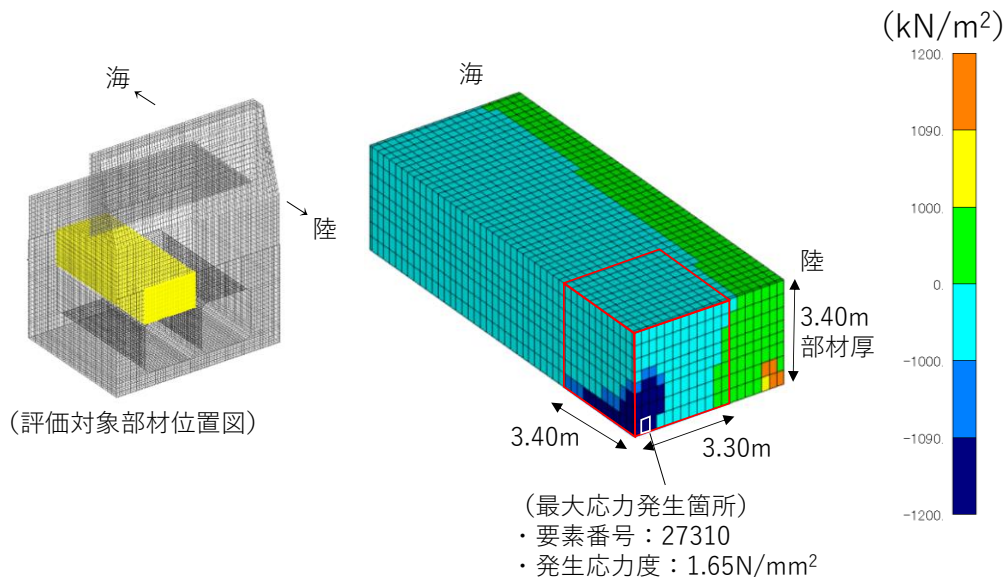 (kN/m²)
海
陸
(評価対象部材位置図)
海
陸
3.40m
部材厚
3.40m
3.30m
(最大応力発生箇所)
・要素番号：27310
・発生応力度：1.65N/mm²
1200.
1090.
1000.
0.
-1000.
-1090.
-1200.